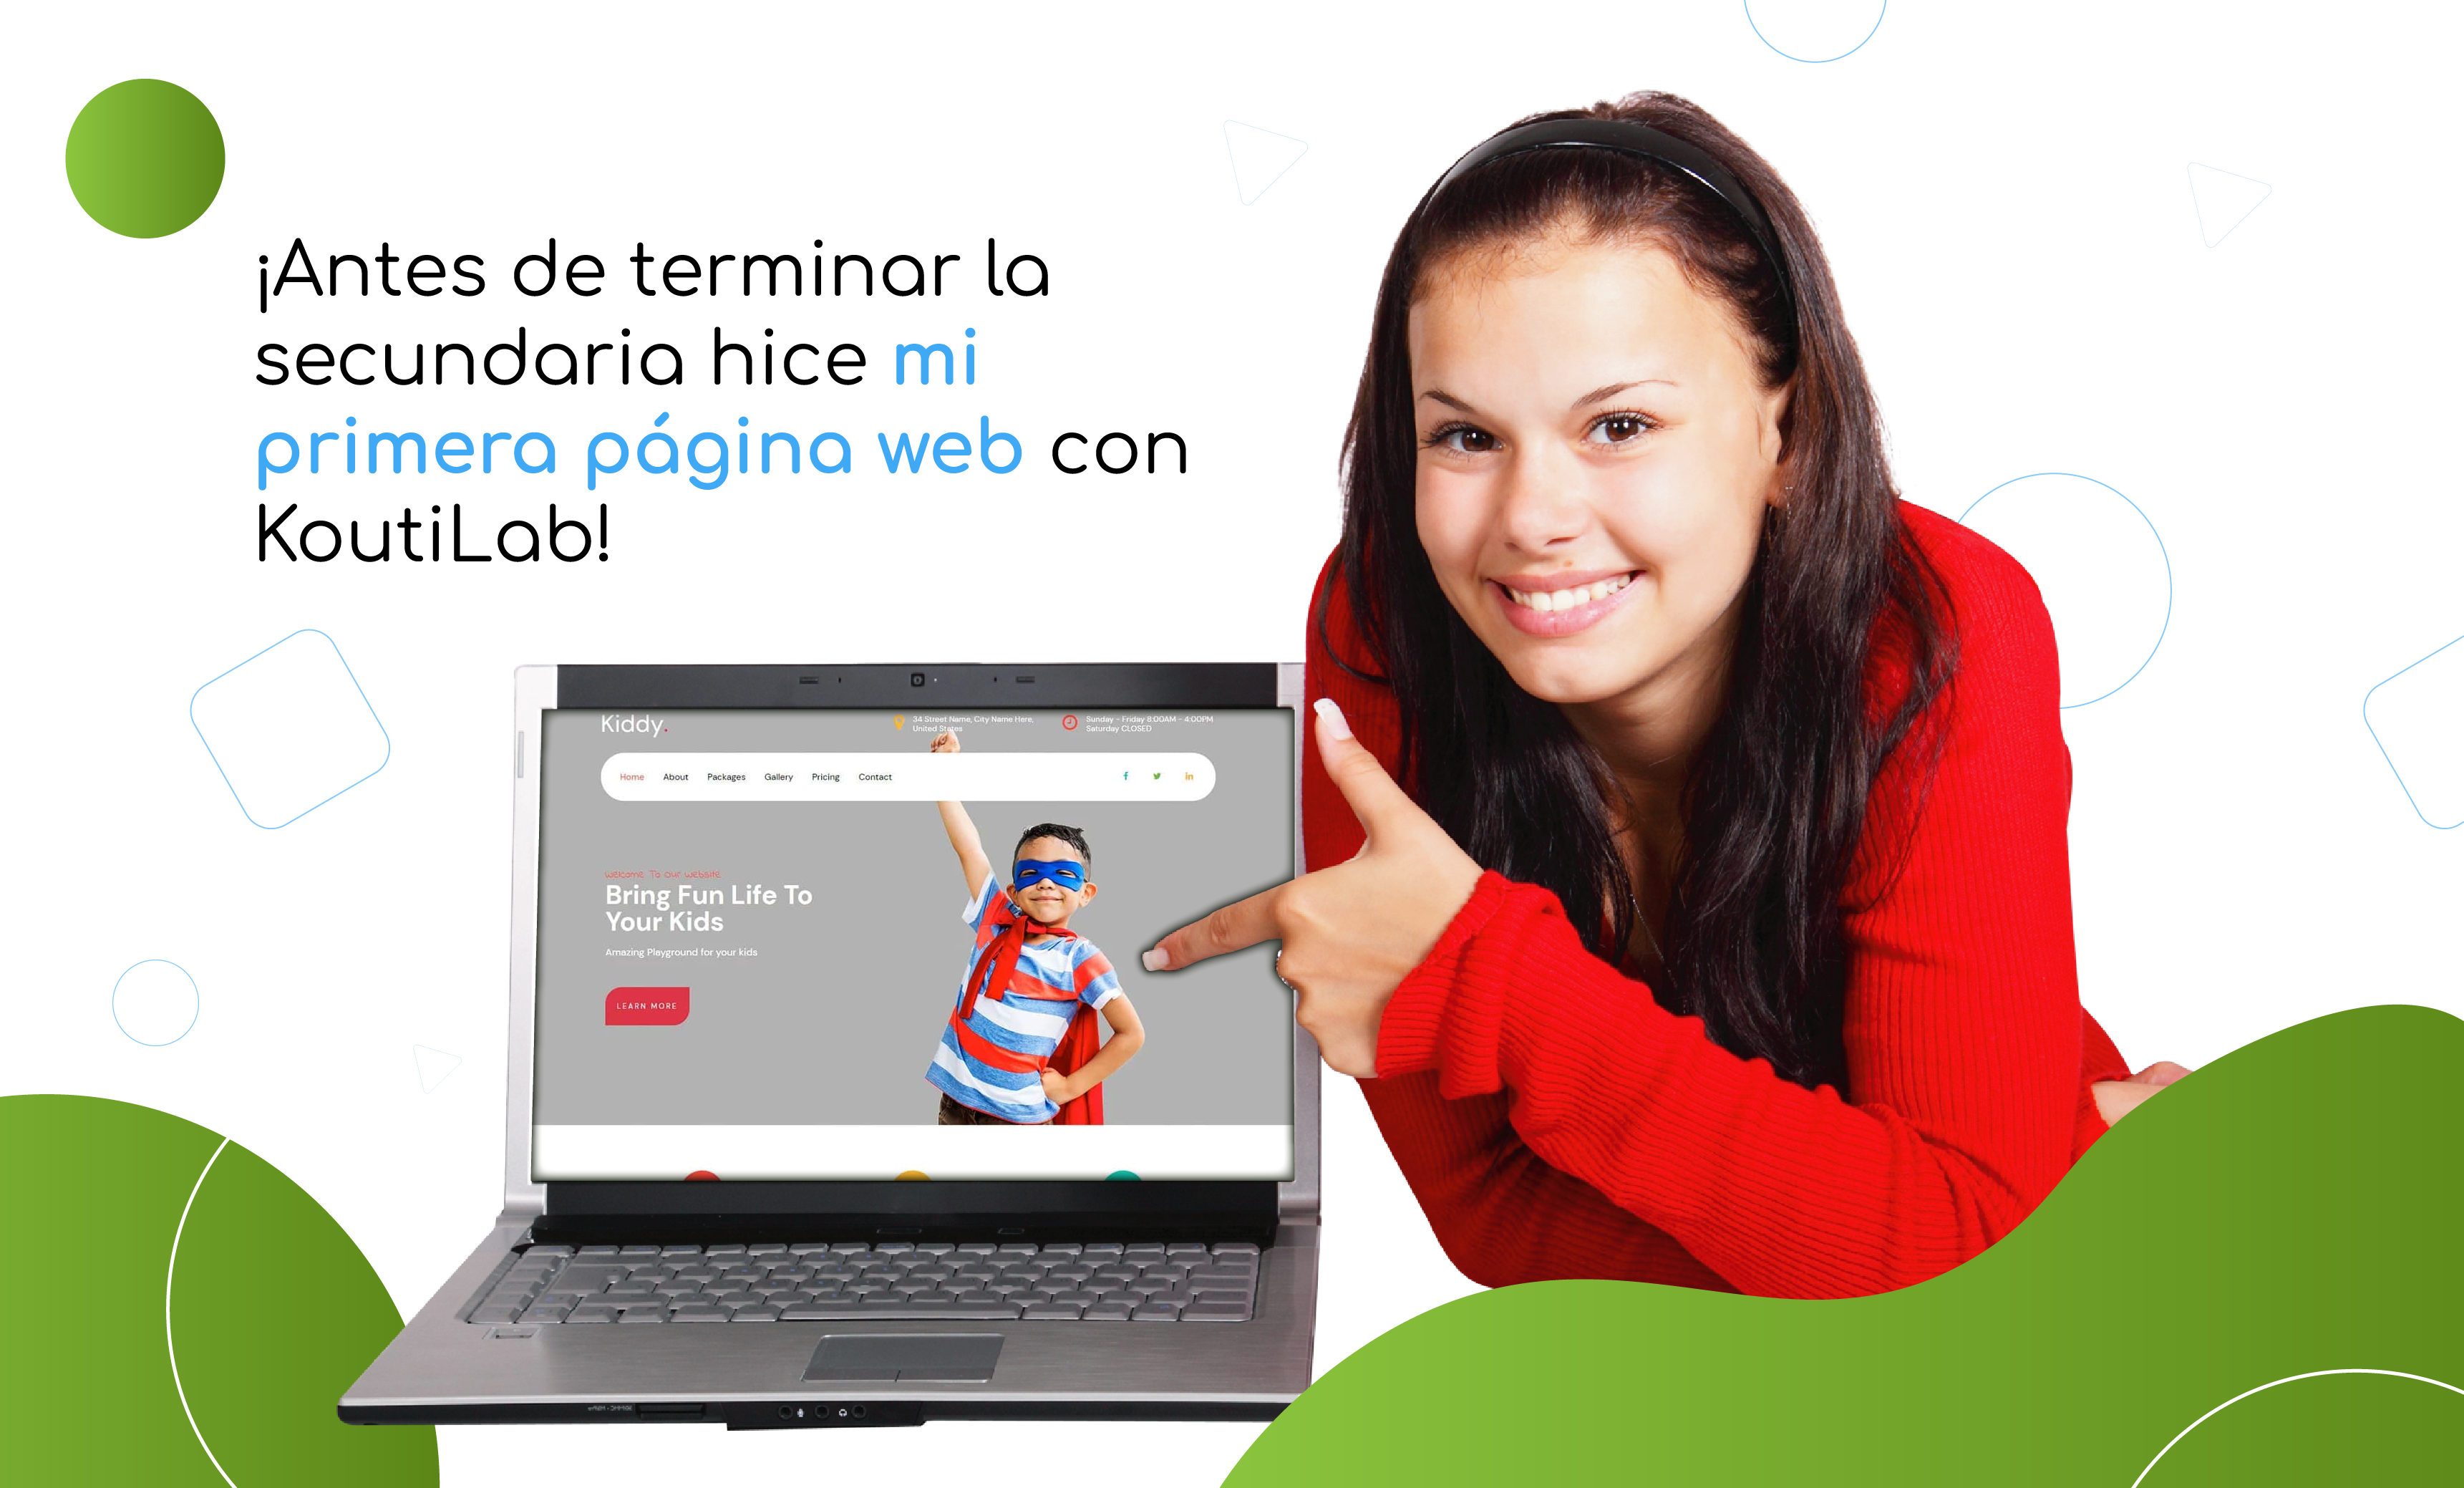 ¡Antes de terminar la
secundaria hice mi
primera página web con
KoutiLab!
Kiddy.
34 Street Name, City Name Here,
United States
Sunday - Friday 8:00AM - 4:00PM
Saturday CLOSED
Home About Packages Gallery Pricing Contact
Welcome To Our Website
Bring Fun Life To
Your Kids
Amazing Playground for your kids
LEARN MORE